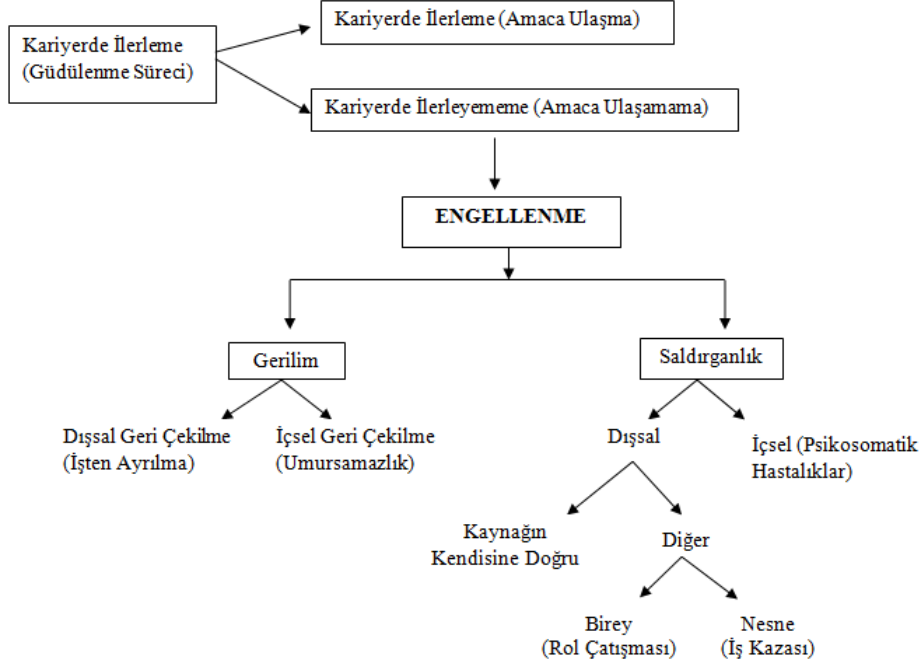 Kariyerde İlerleme (Amaca Ulaşma)
Kariyerde İlerleme
(Güdülenme Süreci)
Kariyerde İlerleyememe (Amaca Ulaşamama)
ENGELLENME
Gerilim
Saldırganlık
Dışsal Geri Çekilme
(İşten Ayrılma)
İçsel Geri Çekilme
(Umursamazlık)
Dışsal
İçsel (Psikosomatik
Hastalıklar)
Kaynağın
Kendisine Doğru
Diğer
Birey
(Rol Çatışması)
Nesne
(İş Kazası)